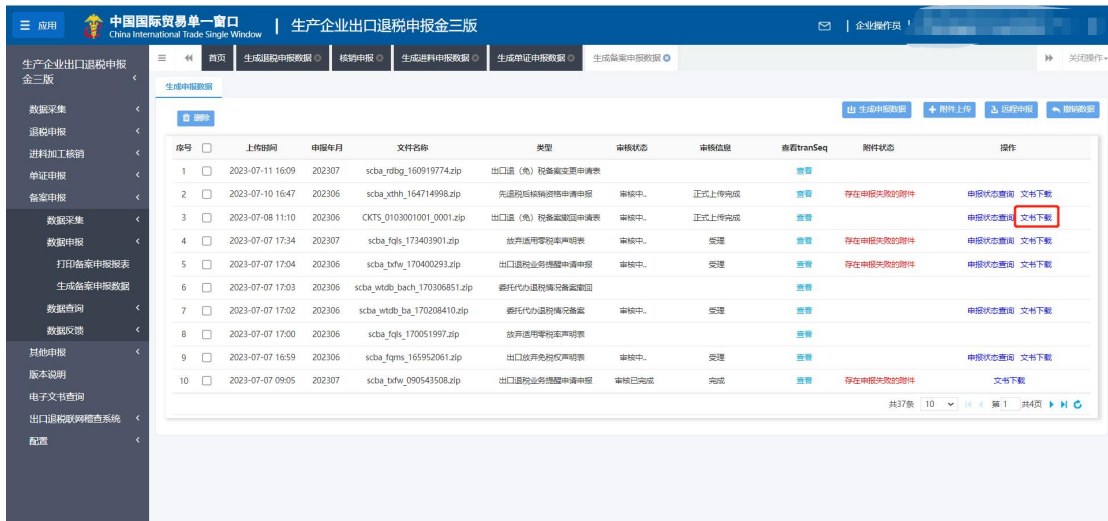 应用 中国国际贸易单一窗口 China International Trade Single Window | 生产企业出口退税申报金三版 企业操作员
生产企业出口退税申报金三版
数据采集
退税申报
进料加工核销
单证申报
备案申报
数据采集
数据申报
打印备案申报报表
生成备案申报数据
数据查询
数据反馈
其他申报
版本说明
电子文书查询
出口退税联网稽查系统
配置
首页 生成退税申报数据 核销申报 生成进料申报数据 生成单证申报数据 生成备案申报数据 关闭操作
生成申报数据
删除 生成申报数据 附件上传 远程申报 撤销数据
序号 上传时间 申报年月 文件名称 类型 审核状态 审核信息 查看tranSeq 附件状态 操作
1 2023-07-11 16:09 202307 scba_rdbg_160919774.zip 出口退（免）税备案变更申请表 查看
2 2023-07-10 16:47 202306 scba_xthh_164714998.zip 先退税后核销资格申请申报 审核中.. 正式上传完成 查看 存在申报失败的附件 申报状态查询 文书下载
3 2023-07-08 11:10 202306 CKTS_0103001001_0001.zip 出口退（免）税备案撤回申请表 审核中.. 正式上传完成 查看 申报状态查询 文书下载
4 2023-07-07 17:34 202307 scba_fqls_173403901.zip 放弃适用零税率声明表 审核中.. 受理 查看 存在申报失败的附件 申报状态查询 文书下载
5 2023-07-07 17:04 202306 scba_txfw_170400293.zip 出口退税业务提醒申请申报 审核中.. 受理 查看 存在申报失败的附件 申报状态查询 文书下载
6 2023-07-07 17:03 202306 scba_wtdb_bach_170306851.zip 委托代办退税情况备案撤回 查看
7 2023-07-07 17:02 202306 scba_wtdb_ba_170208410.zip 委托代办退税情况备案 审核中.. 受理 查看 申报状态查询 文书下载
8 2023-07-07 17:00 202306 scba_fqls_170051997.zip 放弃适用零税率声明表 查看
9 2023-07-07 16:59 202306 scba_fqms_165952061.zip 出口放弃免税权声明表 审核中.. 受理 查看 申报状态查询 文书下载
10 2023-07-07 09:05 202307 scba_txfw_090543508.zip 出口退税业务提醒申请申报 审核已完成 完成 查看 存在申报失败的附件 文书下载
共37条 10 第 1 共4页